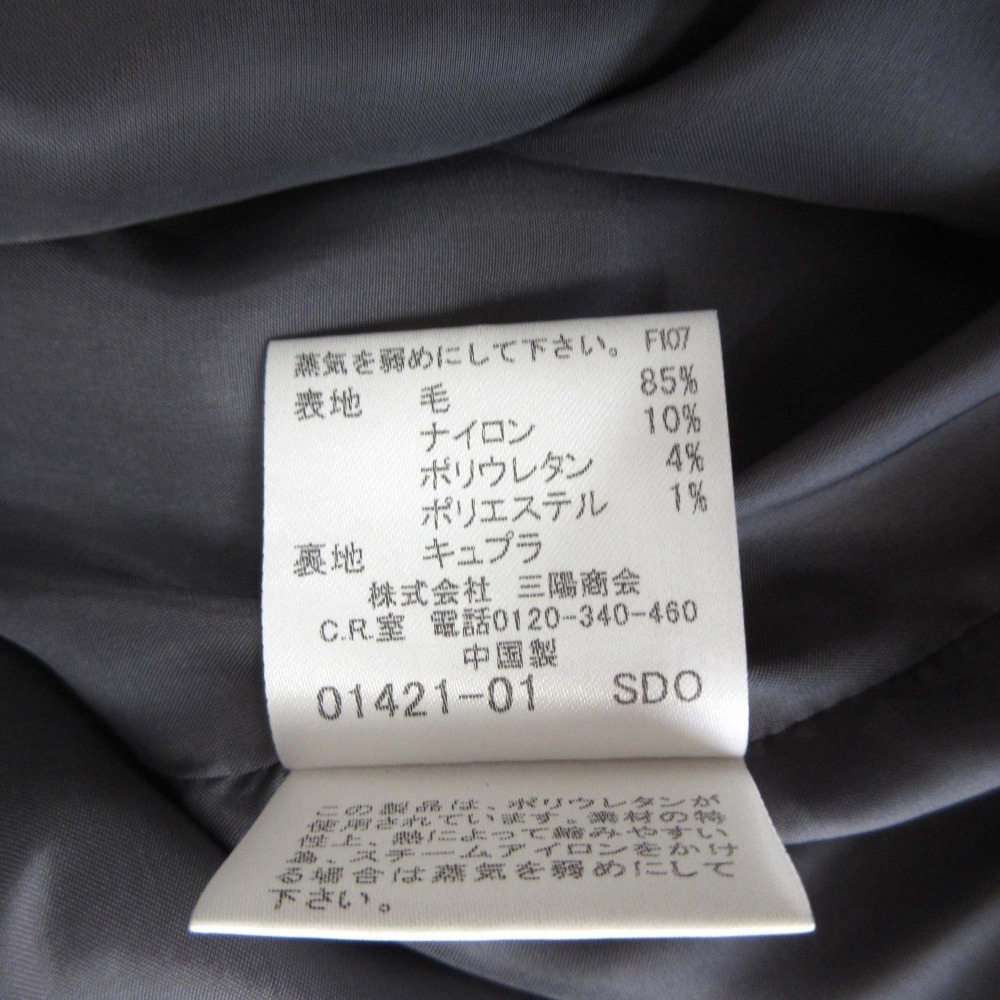 蒸気を弱めにして下さい。 F107
表地 毛 85%
ナイロン 10%
ポリウレタン 4%
ポリエステル 1%
裏地 キュプラ
株式会社 三陽商会
C.R.室 電話0120-340-460
中国製
01421-01 SDO
この製品は、ポリウレタンが
使用されています。素材の特
性上、熱によって縮みやすい
為、スチームアイロンをかけ
る場合は蒸気を弱めにして
下さい。